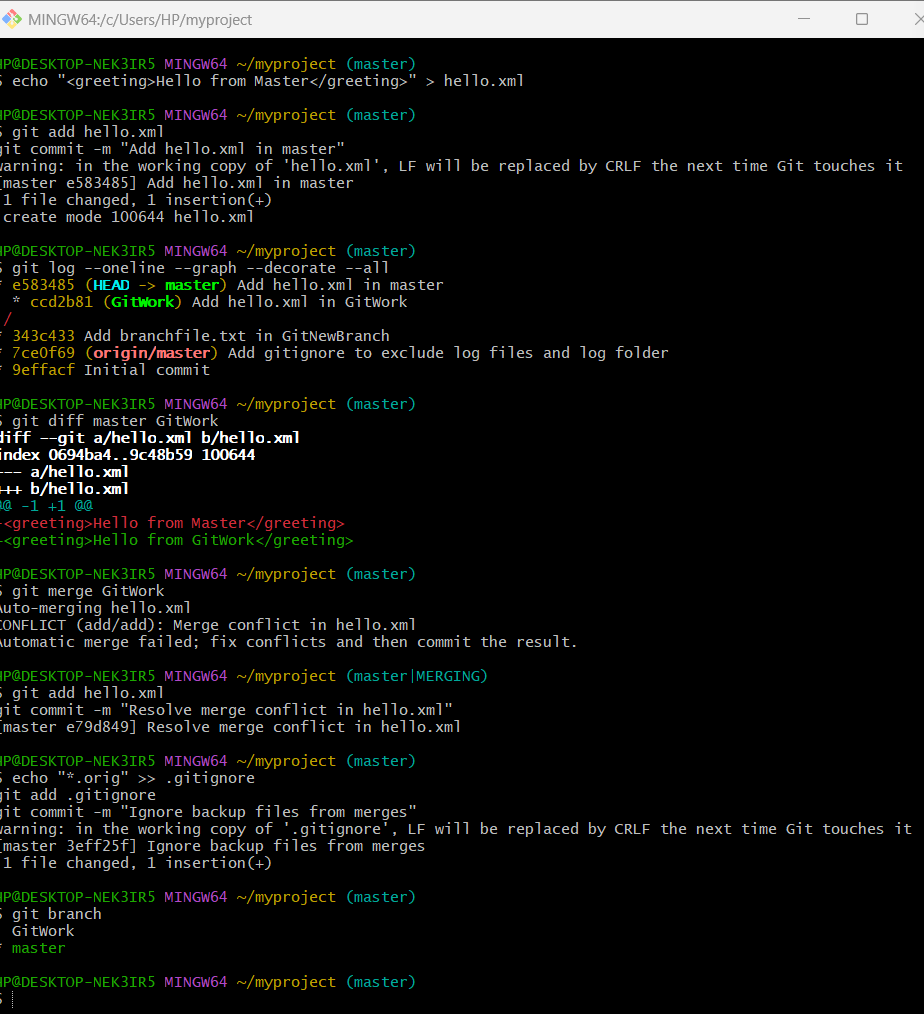 MINGW64:/c/Users/HP/myproject
HP@DESKTOP-NEK3IR5 MINGW64 ~/myproject (master)
$ echo "<greeting>Hello from Master</greeting>" > hello.xml
HP@DESKTOP-NEK3IR5 MINGW64 ~/myproject (master)
$ git add hello.xml
git commit -m "Add hello.xml in master"
warning: in the working copy of 'hello.xml', LF will be replaced by CRLF the next time Git touches it
[master e583485] Add hello.xml in master
1 file changed, 1 insertion(+)
create mode 100644 hello.xml
HP@DESKTOP-NEK3IR5 MINGW64 ~/myproject (master)
$ git log --oneline --graph --decorate --all
* e583485 (HEAD -> master) Add hello.xml in master
* ccd2b81 (GitWork) Add hello.xml in GitWork
/
* 343c433 Add branchfile.txt in GitNewBranch
* 7ce0f69 (origin/master) Add gitignore to exclude log files and log folder
* 9effacf Initial commit
HP@DESKTOP-NEK3IR5 MINGW64 ~/myproject (master)
$ git diff master GitWork
diff --git a/hello.xml b/hello.xml
index 0694ba4..9c48b59 100644
--- a/hello.xml
+++ b/hello.xml
@@ -1 +1 @@
-<greeting>Hello from Master</greeting>
+<greeting>Hello from GitWork</greeting>
HP@DESKTOP-NEK3IR5 MINGW64 ~/myproject (master)
$ git merge GitWork
Auto-merging hello.xml
CONFLICT (add/add): Merge conflict in hello.xml
Automatic merge failed; fix conflicts and then commit the result.
HP@DESKTOP-NEK3IR5 MINGW64 ~/myproject (master|MERGING)
$ git add hello.xml
git commit -m "Resolve merge conflict in hello.xml"
[master e79d849] Resolve merge conflict in hello.xml
HP@DESKTOP-NEK3IR5 MINGW64 ~/myproject (master)
$ echo "*.orig" >> .gitignore
git add .gitignore
git commit -m "Ignore backup files from merges"
warning: in the working copy of '.gitignore', LF will be replaced by CRLF the next time Git touches it
[master 3eff25f] Ignore backup files from merges
1 file changed, 1 insertion(+)
HP@DESKTOP-NEK3IR5 MINGW64 ~/myproject (master)
$ git branch
GitWork
* master
HP@DESKTOP-NEK3IR5 MINGW64 ~/myproject (master)
$